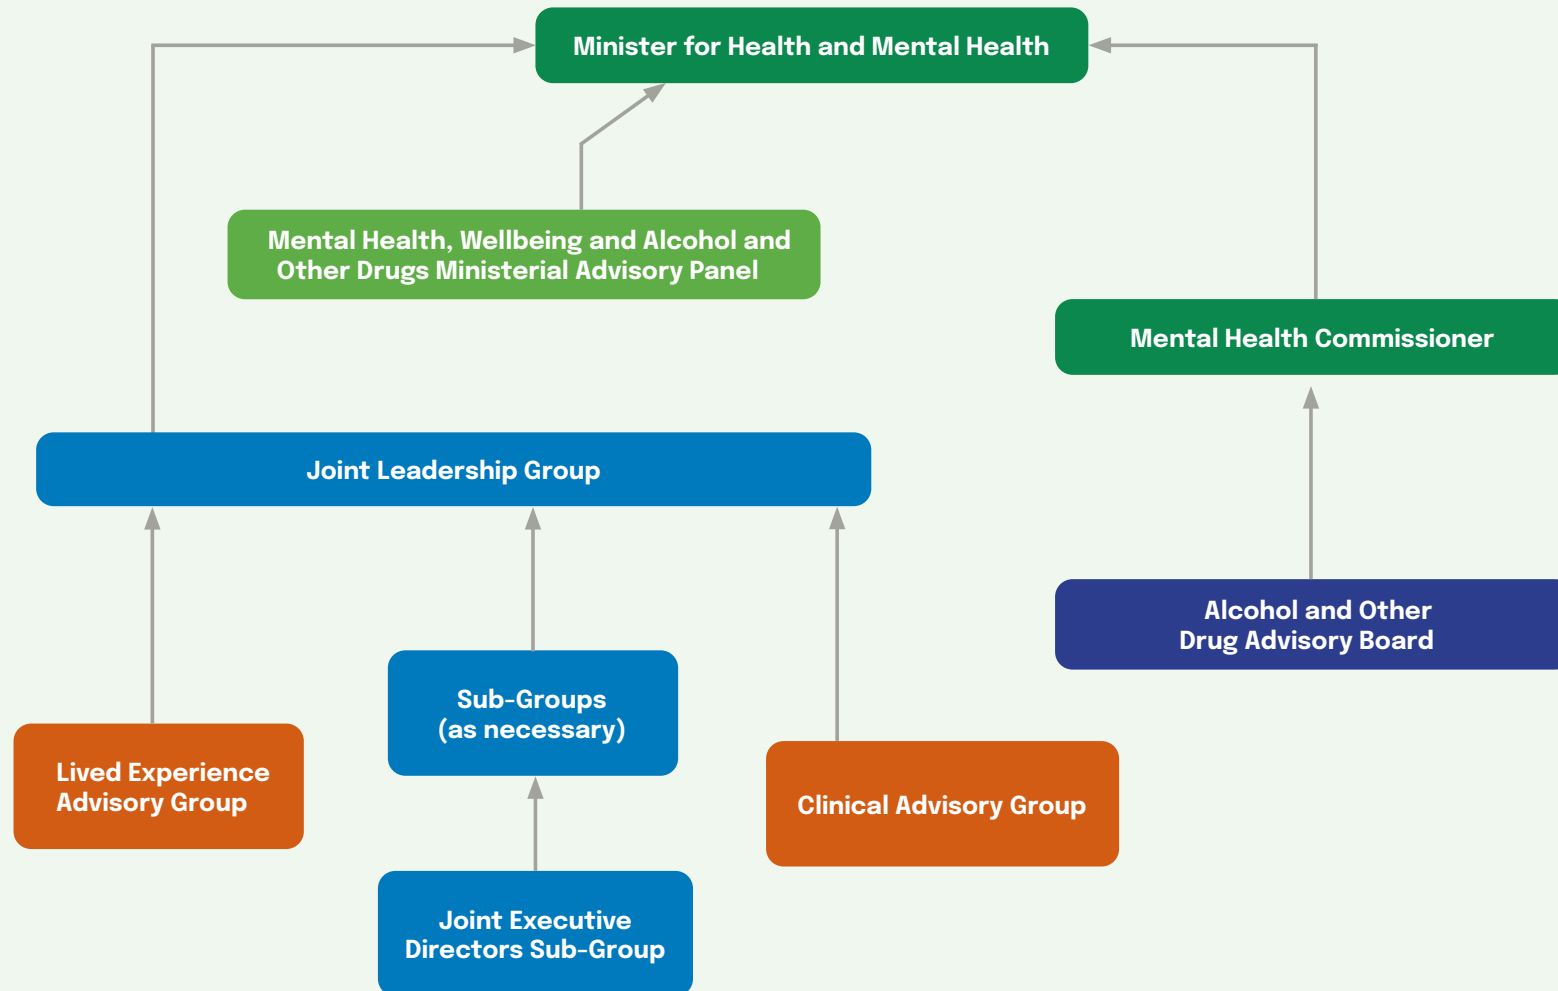 Minister for Health and Mental Health
Mental Health, Wellbeing and Alcohol and
Other Drugs Ministerial Advisory Panel
Mental Health Commissioner
Joint Leadership Group
Alcohol and Other
Drug Advisory Board
Sub-Groups
(as necessary)
Lived Experience
Advisory Group
Clinical Advisory Group
Joint Executive
Directors Sub-Group